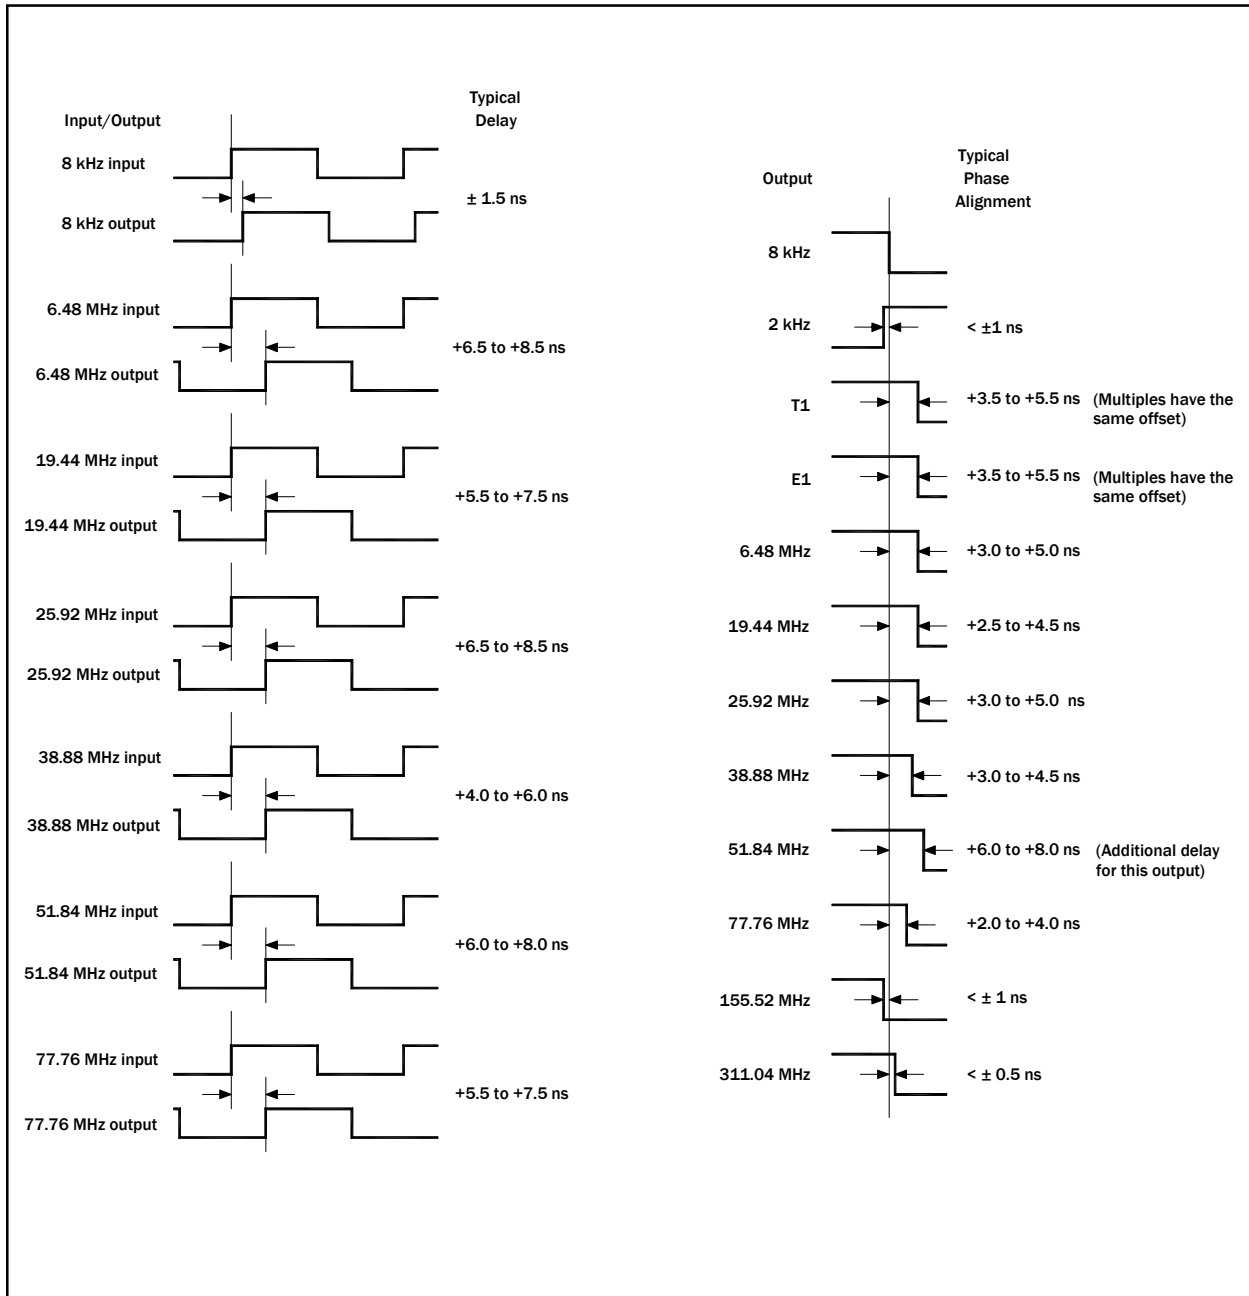 Input/Output
Typical
Delay
8 kHz input
± 1.5 ns
8 kHz output
6.48 MHz input
+6.5 to +8.5 ns
6.48 MHz output
19.44 MHz input
+5.5 to +7.5 ns
19.44 MHz output
25.92 MHz input
+6.5 to +8.5 ns
25.92 MHz output
38.88 MHz input
+4.0 to +6.0 ns
38.88 MHz output
51.84 MHz input
+6.0 to +8.0 ns
51.84 MHz output
77.76 MHz input
+5.5 to +7.5 ns
77.76 MHz output
Output
Typical
Phase
Alignment
8 kHz
2 kHz
< ±1 ns
T1
+3.5 to +5.5 ns (Multiples have the
same offset)
E1
+3.5 to +5.5 ns (Multiples have the
same offset)
6.48 MHz
+3.0 to +5.0 ns
19.44 MHz
+2.5 to +4.5 ns
25.92 MHz
+3.0 to +5.0 ns
38.88 MHz
+3.0 to +4.5 ns
51.84 MHz
+6.0 to +8.0 ns (Additional delay
for this output)
77.76 MHz
+2.0 to +4.0 ns
155.52 MHz
< ± 1 ns
311.04 MHz
< ± 0.5 ns